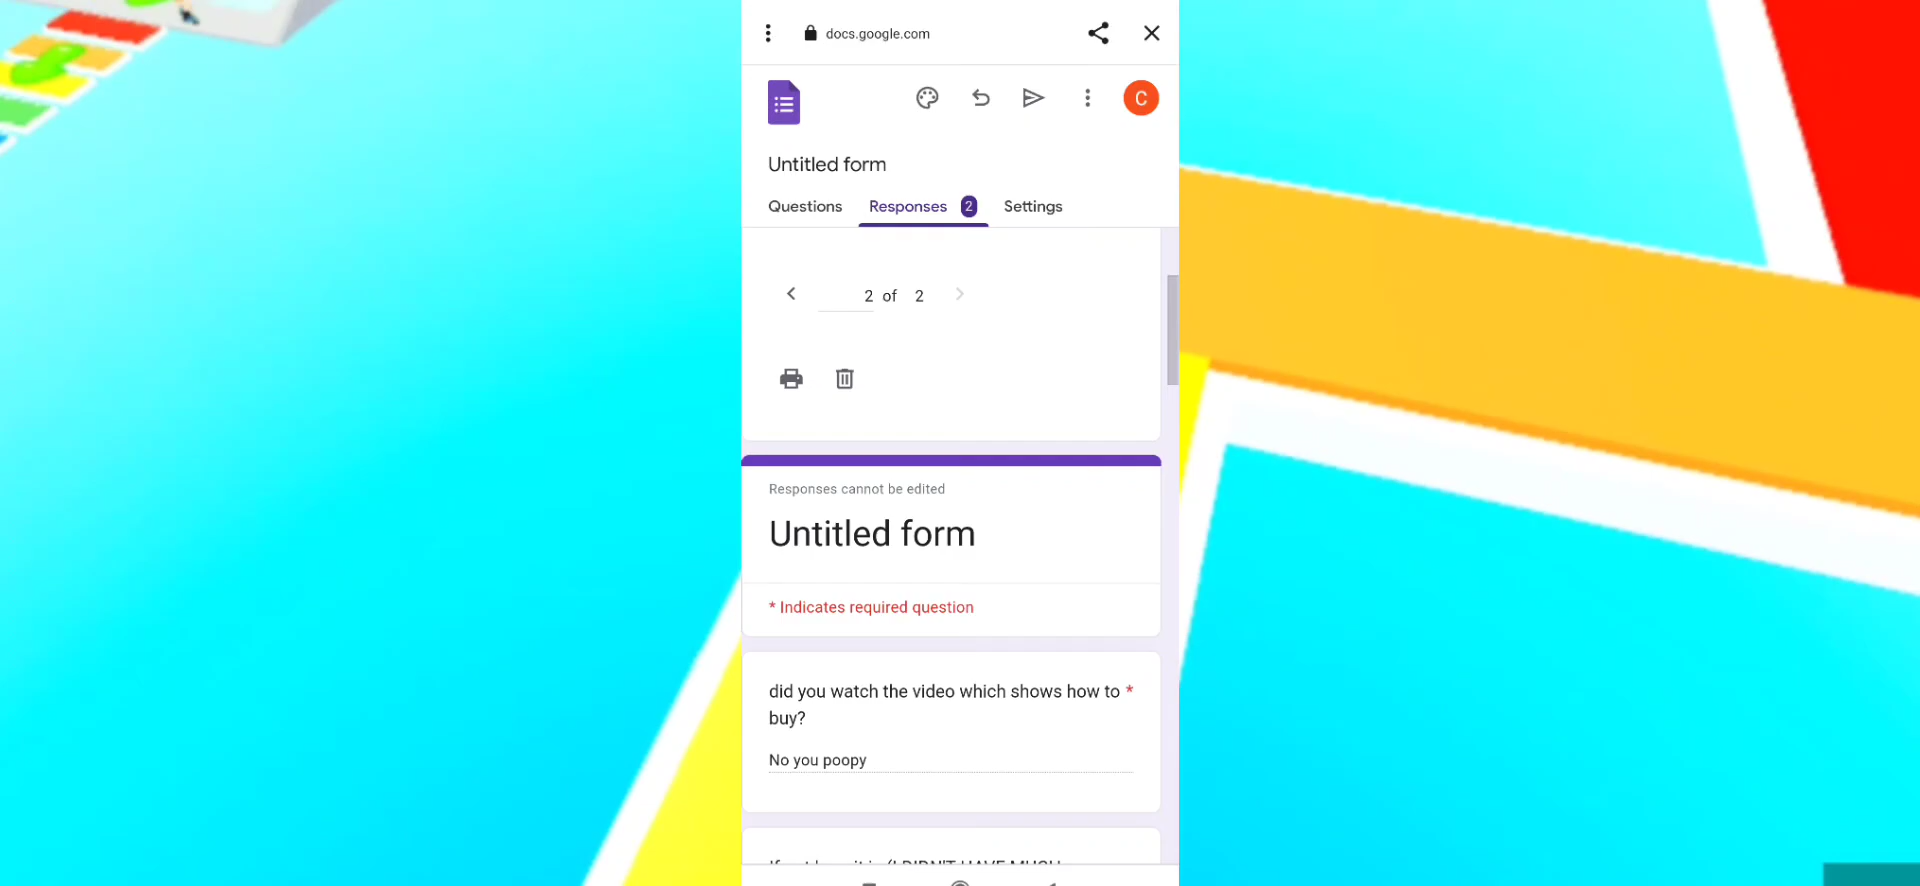 docs.google.com
C
Untitled form
Questions Responses 2 Settings
2 of 2
Responses cannot be edited
Untitled form
* Indicates required question
did you watch the video which shows how to *
buy?
No you poopy